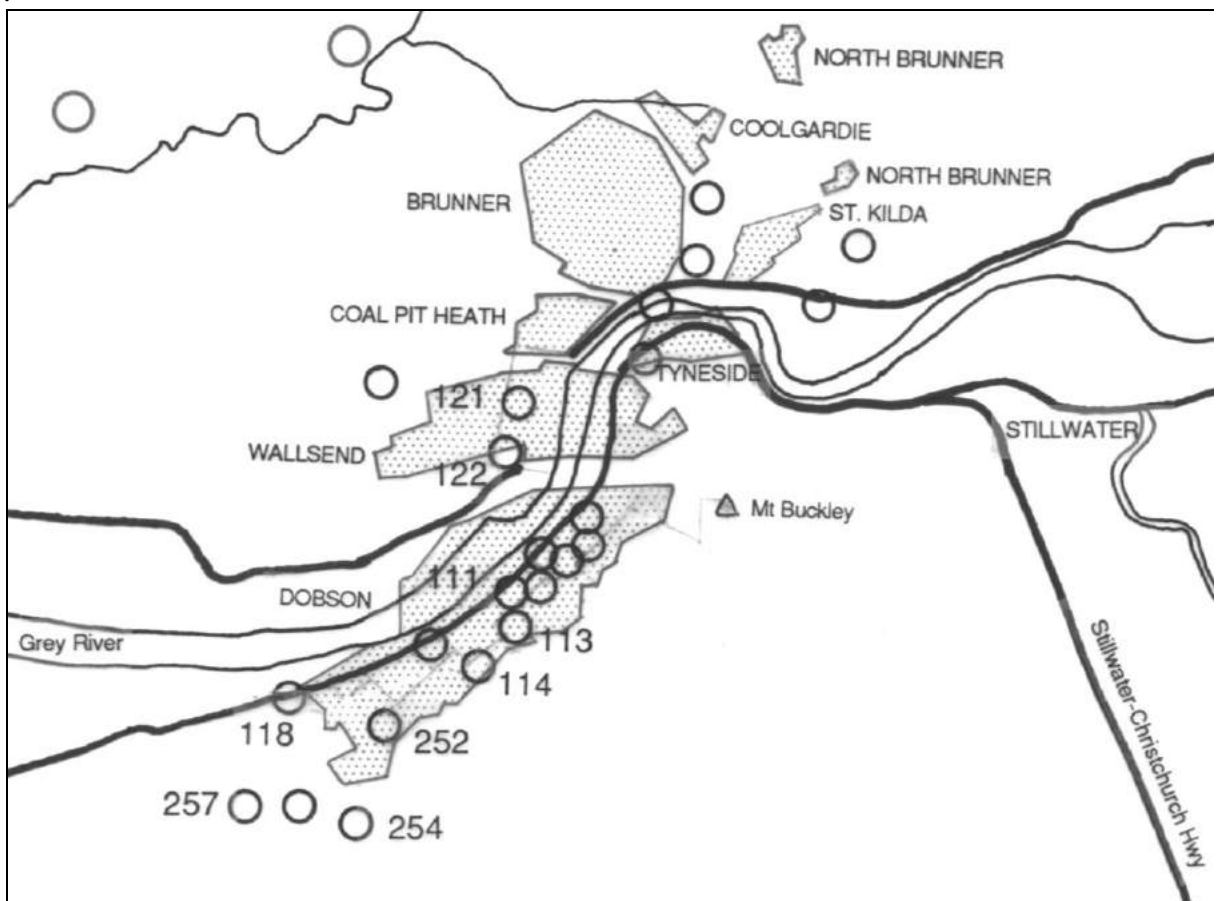 NORTH BRUNNER
COOLGARDIE
NORTH BRUNNER
BRUNNER
ST. KILDA
COAL PIT HEATH
TYNESIDE
121
STILLWATER
WALLSEND
122
Mt Buckley
111
DOBSON
Grey River
113
114
118
252
Stillwater-Christchurch Hwy
257
254